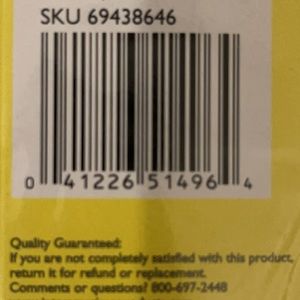 SKU 69438646
0 41226 51496 4
Quality Guaranteed:
If you are not completely satisfied with this product,
return it for refund or replacement.
Comments or questions? 800-697-2448